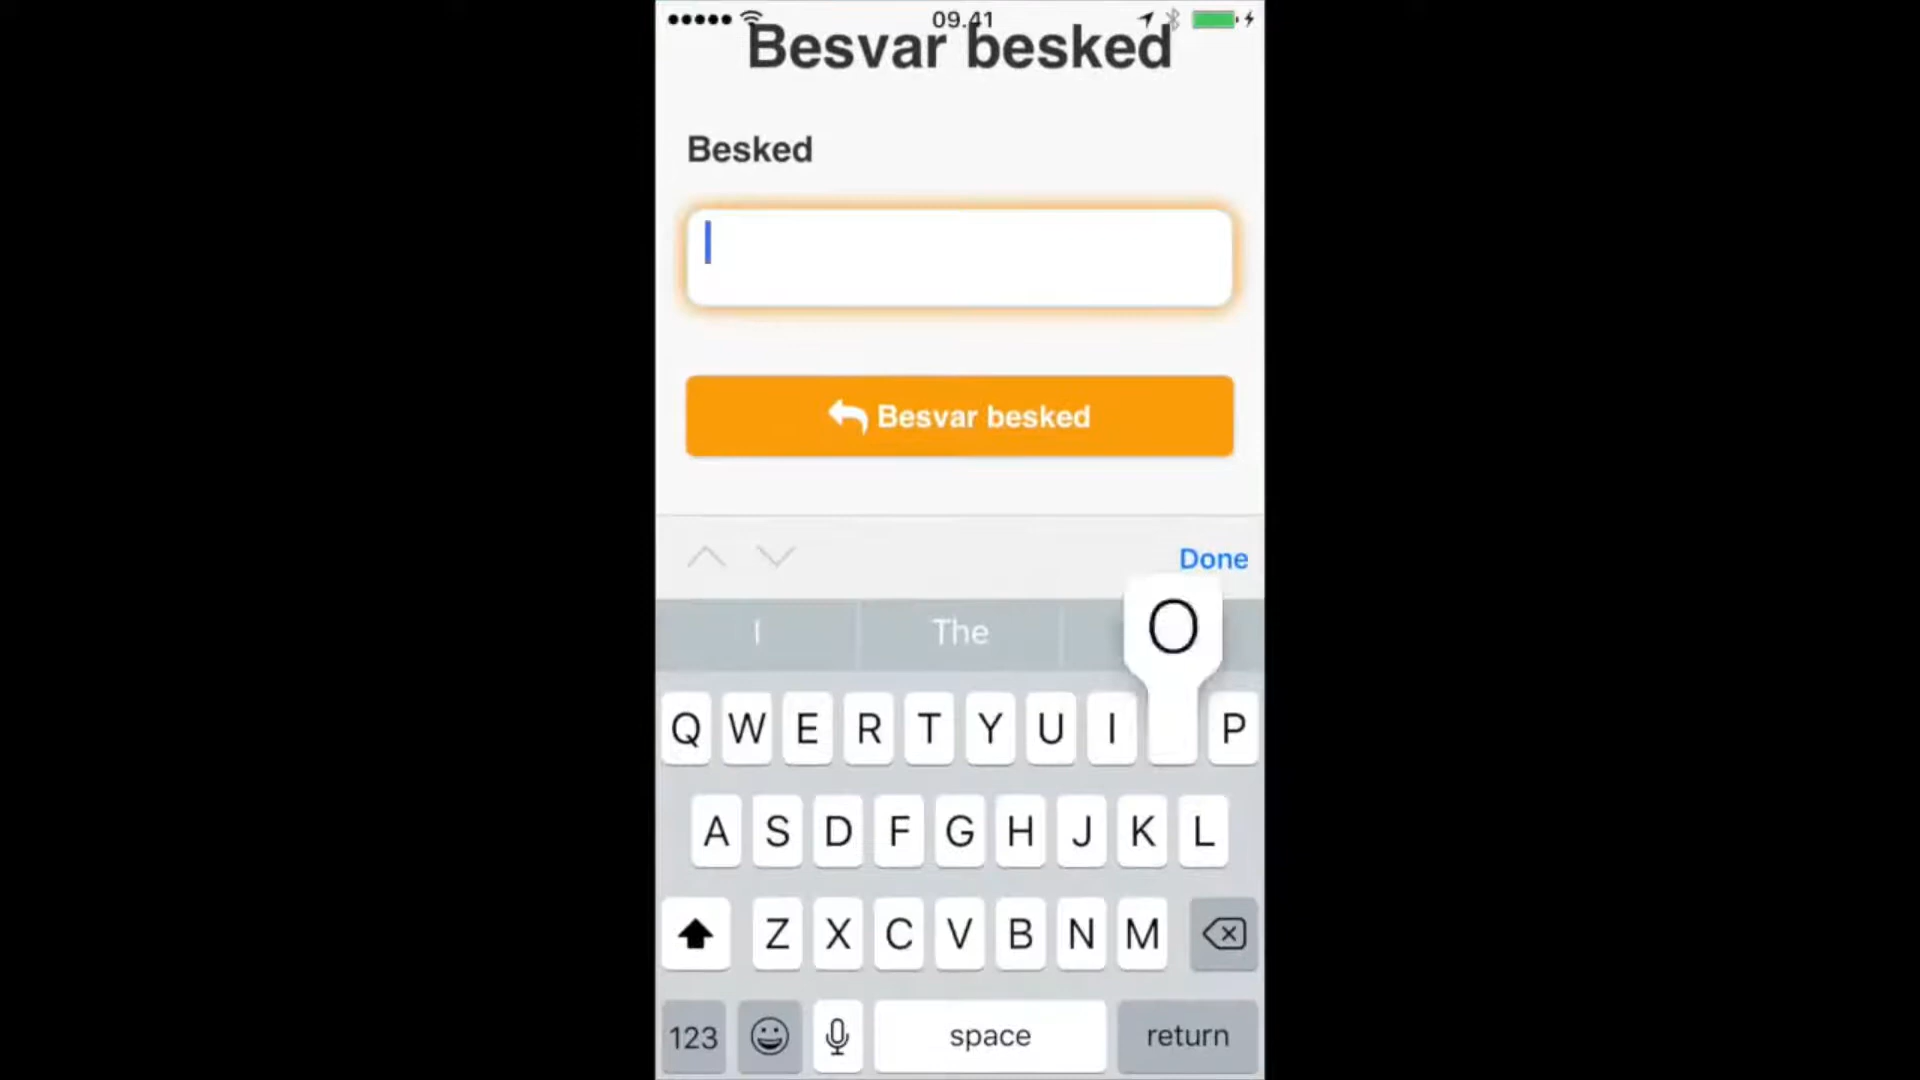 09.41
Besvar besked
Besked
Besvar besked
Done
I The
O
Q W E R T Y U I P
A S D F G H J K L
Z X C V B N M
123 space return